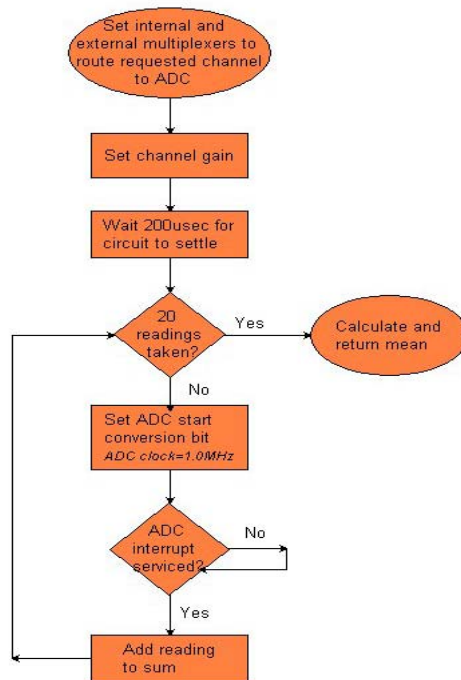 Set internal and
external multiplexers to
route requested channel
to ADC
Set channel gain
Wait 200usec for
circuit to settle
20
readings
taken?
Yes
Calculate and
return mean
No
Set ADC start
conversion bit
ADC clock=1.0MHz
ADC
interrupt
serviced?
No
Yes
Add reading
to sum